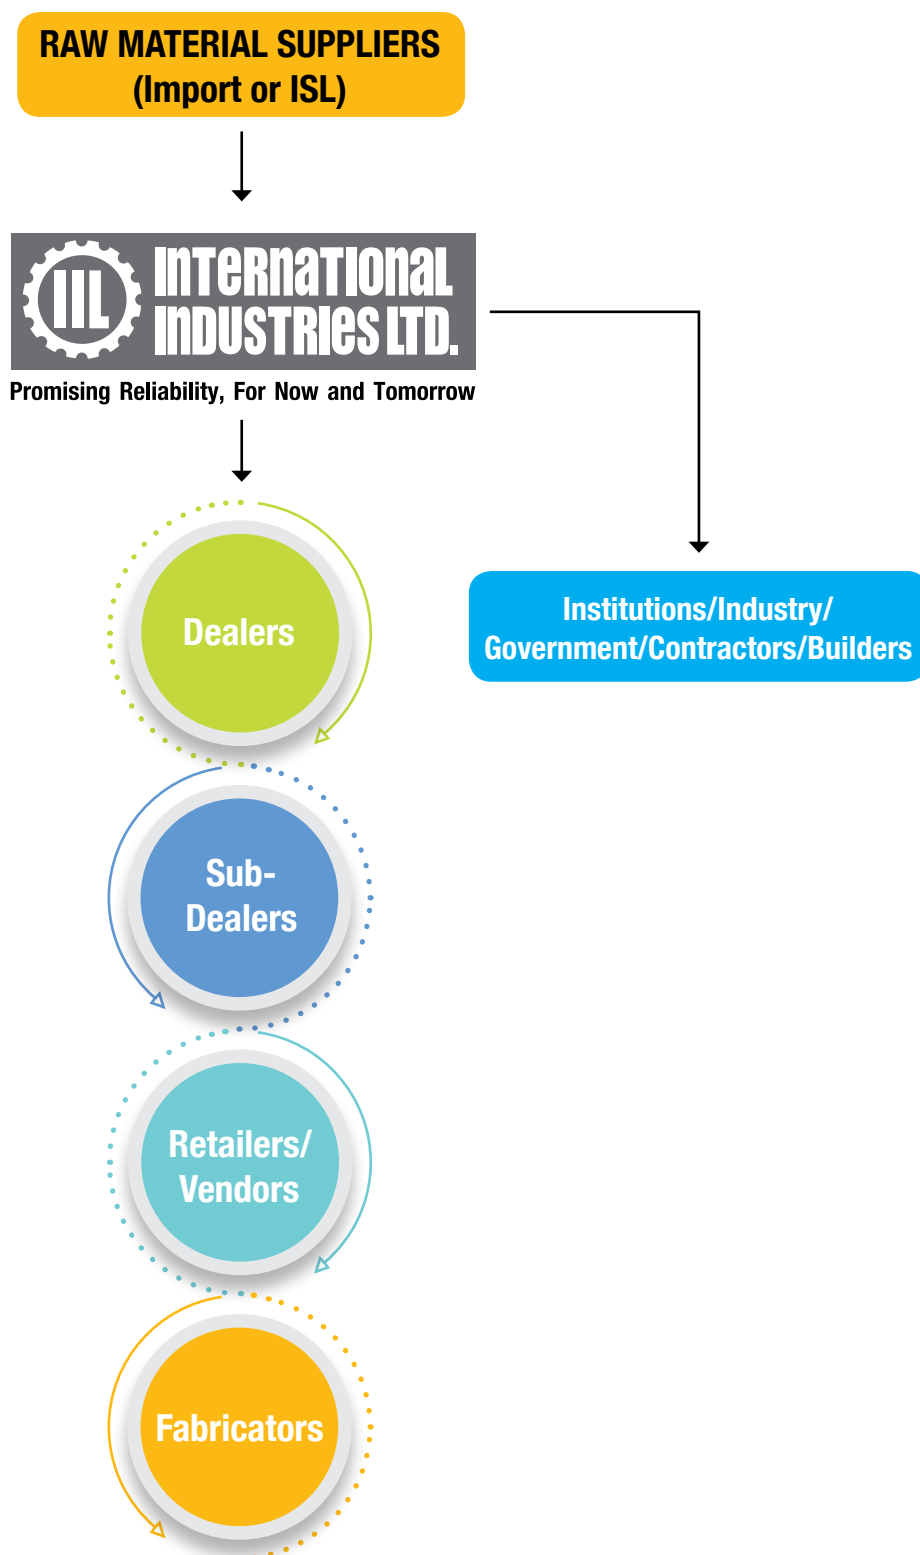 RAW MATERIAL SUPPLIERS
(Import or ISL)
IIL
INTERNATIONAL
INDUSTRIES LTD.
Promising Reliability, For Now and Tomorrow
Dealers
Institutions/Industry/
Government/Contractors/Builders
Sub-
Dealers
Retailers/
Vendors
Fabricators